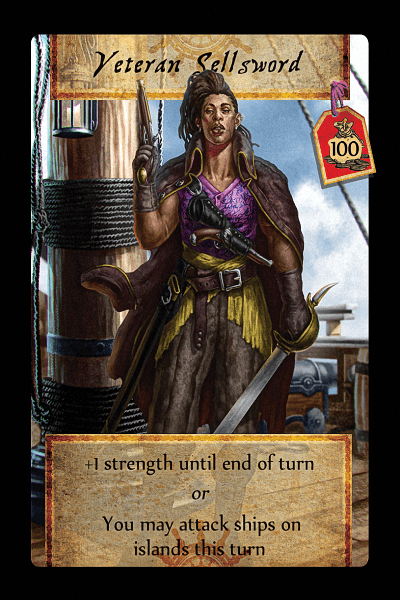 Veteran Sellsword
100
+1 strength until end of turn
or
You may attack ships on
islands this turn